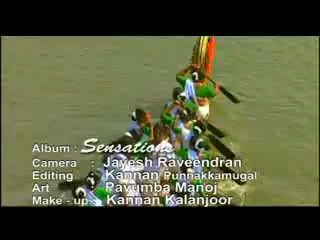 Album : Sensations
Camera : Jayesh Raveendran
Editing Kannan Punnakkamugal
Art Pavumba Manoj
Make - up : Kannan Kalanjoor